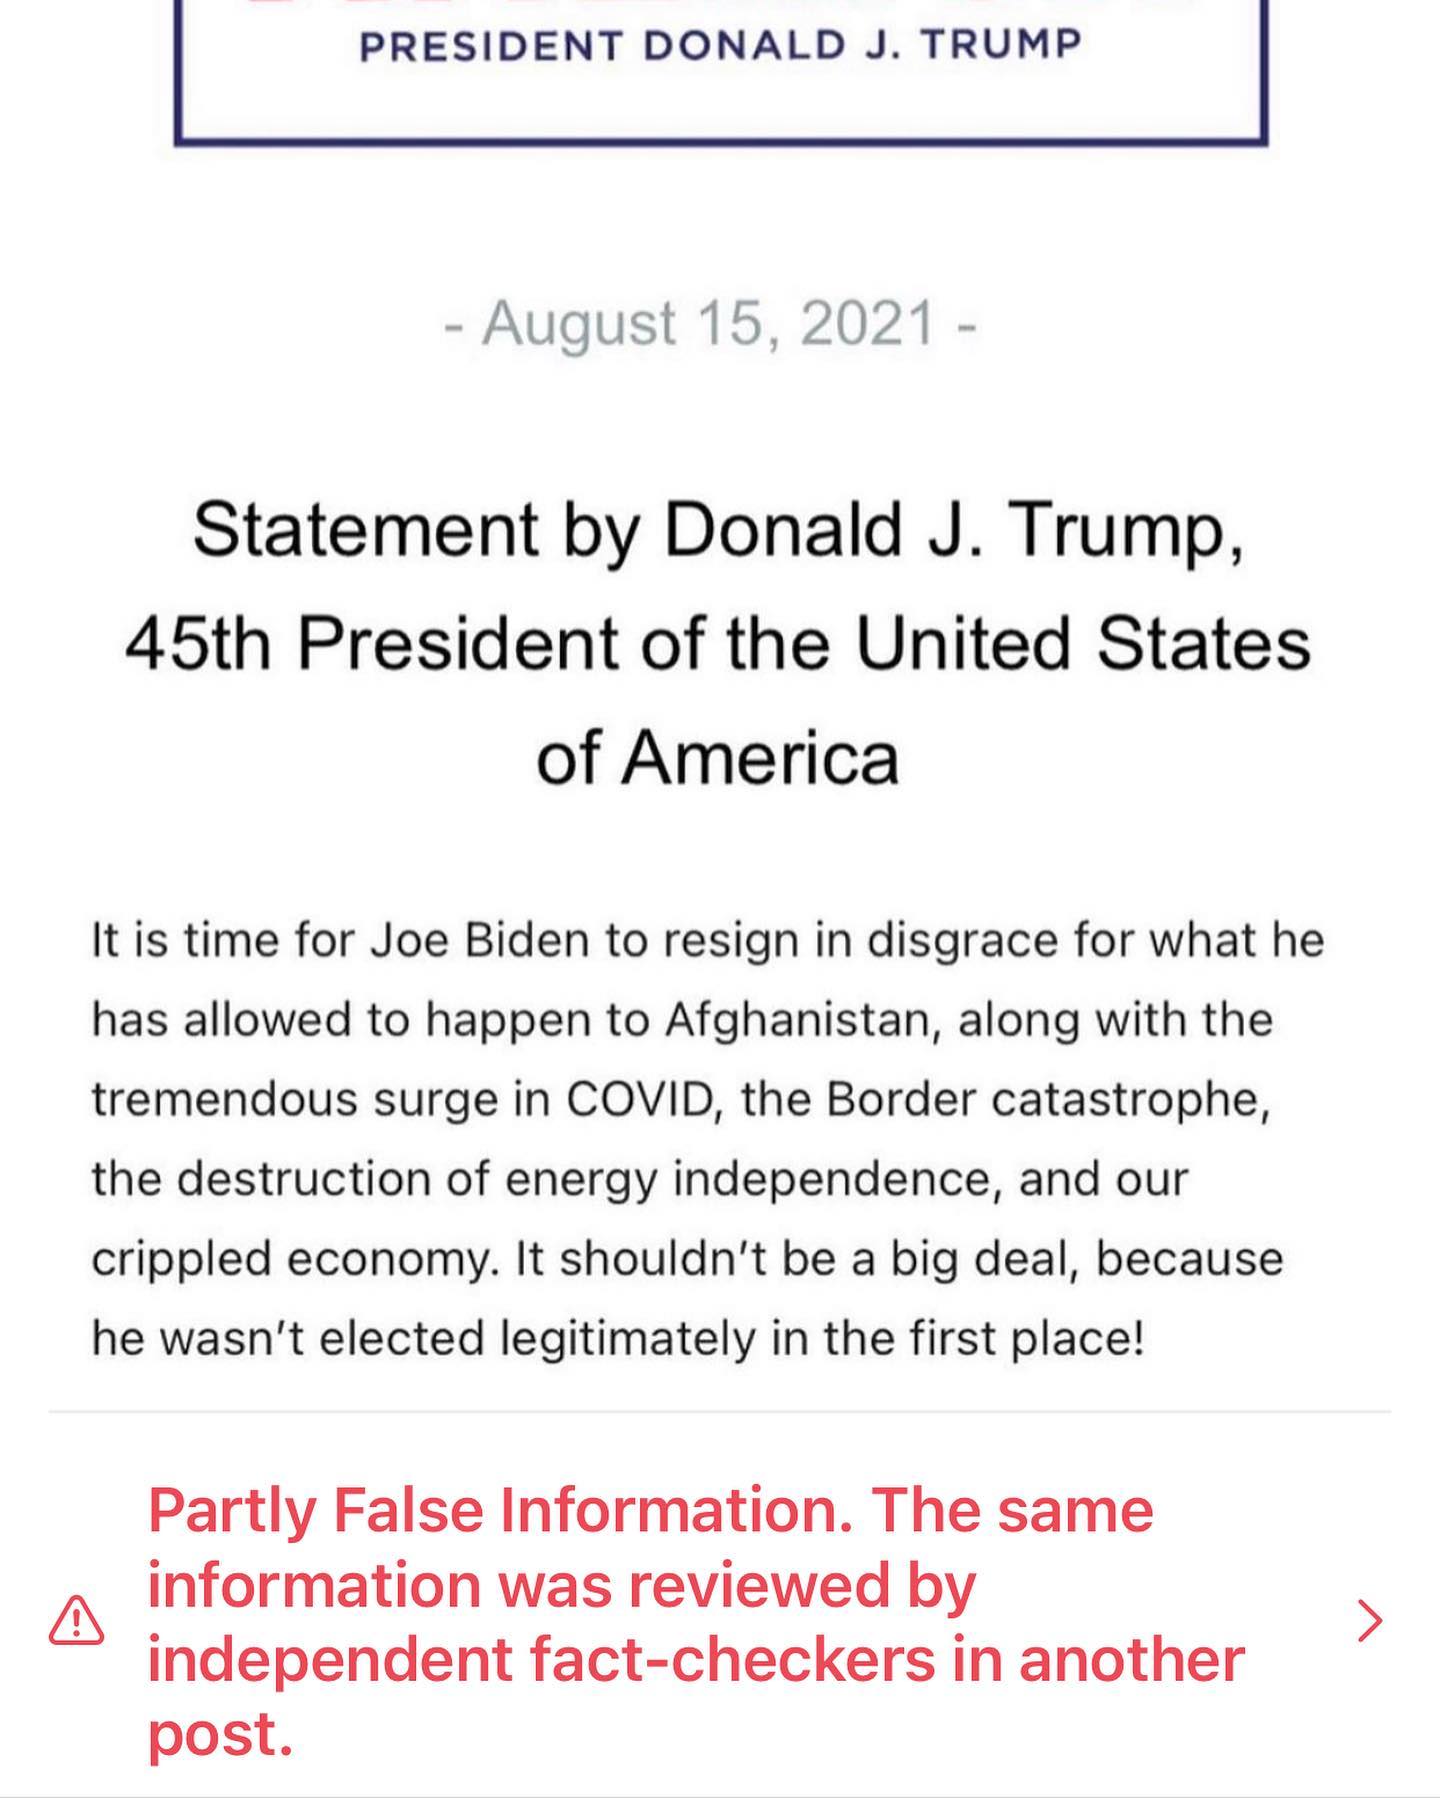 PRESIDENT DONALD J. TRUMP
- August 15, 2021 -
Statement by Donald J. Trump,
45th President of the United States
of America
It is time for Joe Biden to resign in disgrace for what he
has allowed to happen to Afghanistan, along with the
tremendous surge in COVID, the Border catastrophe,
the destruction of energy independence, and our
crippled economy. It shouldn’t be a big deal, because
he wasn’t elected legitimately in the first place!
Partly False Information. The same
information was reviewed by
independent fact-checkers in another
post.